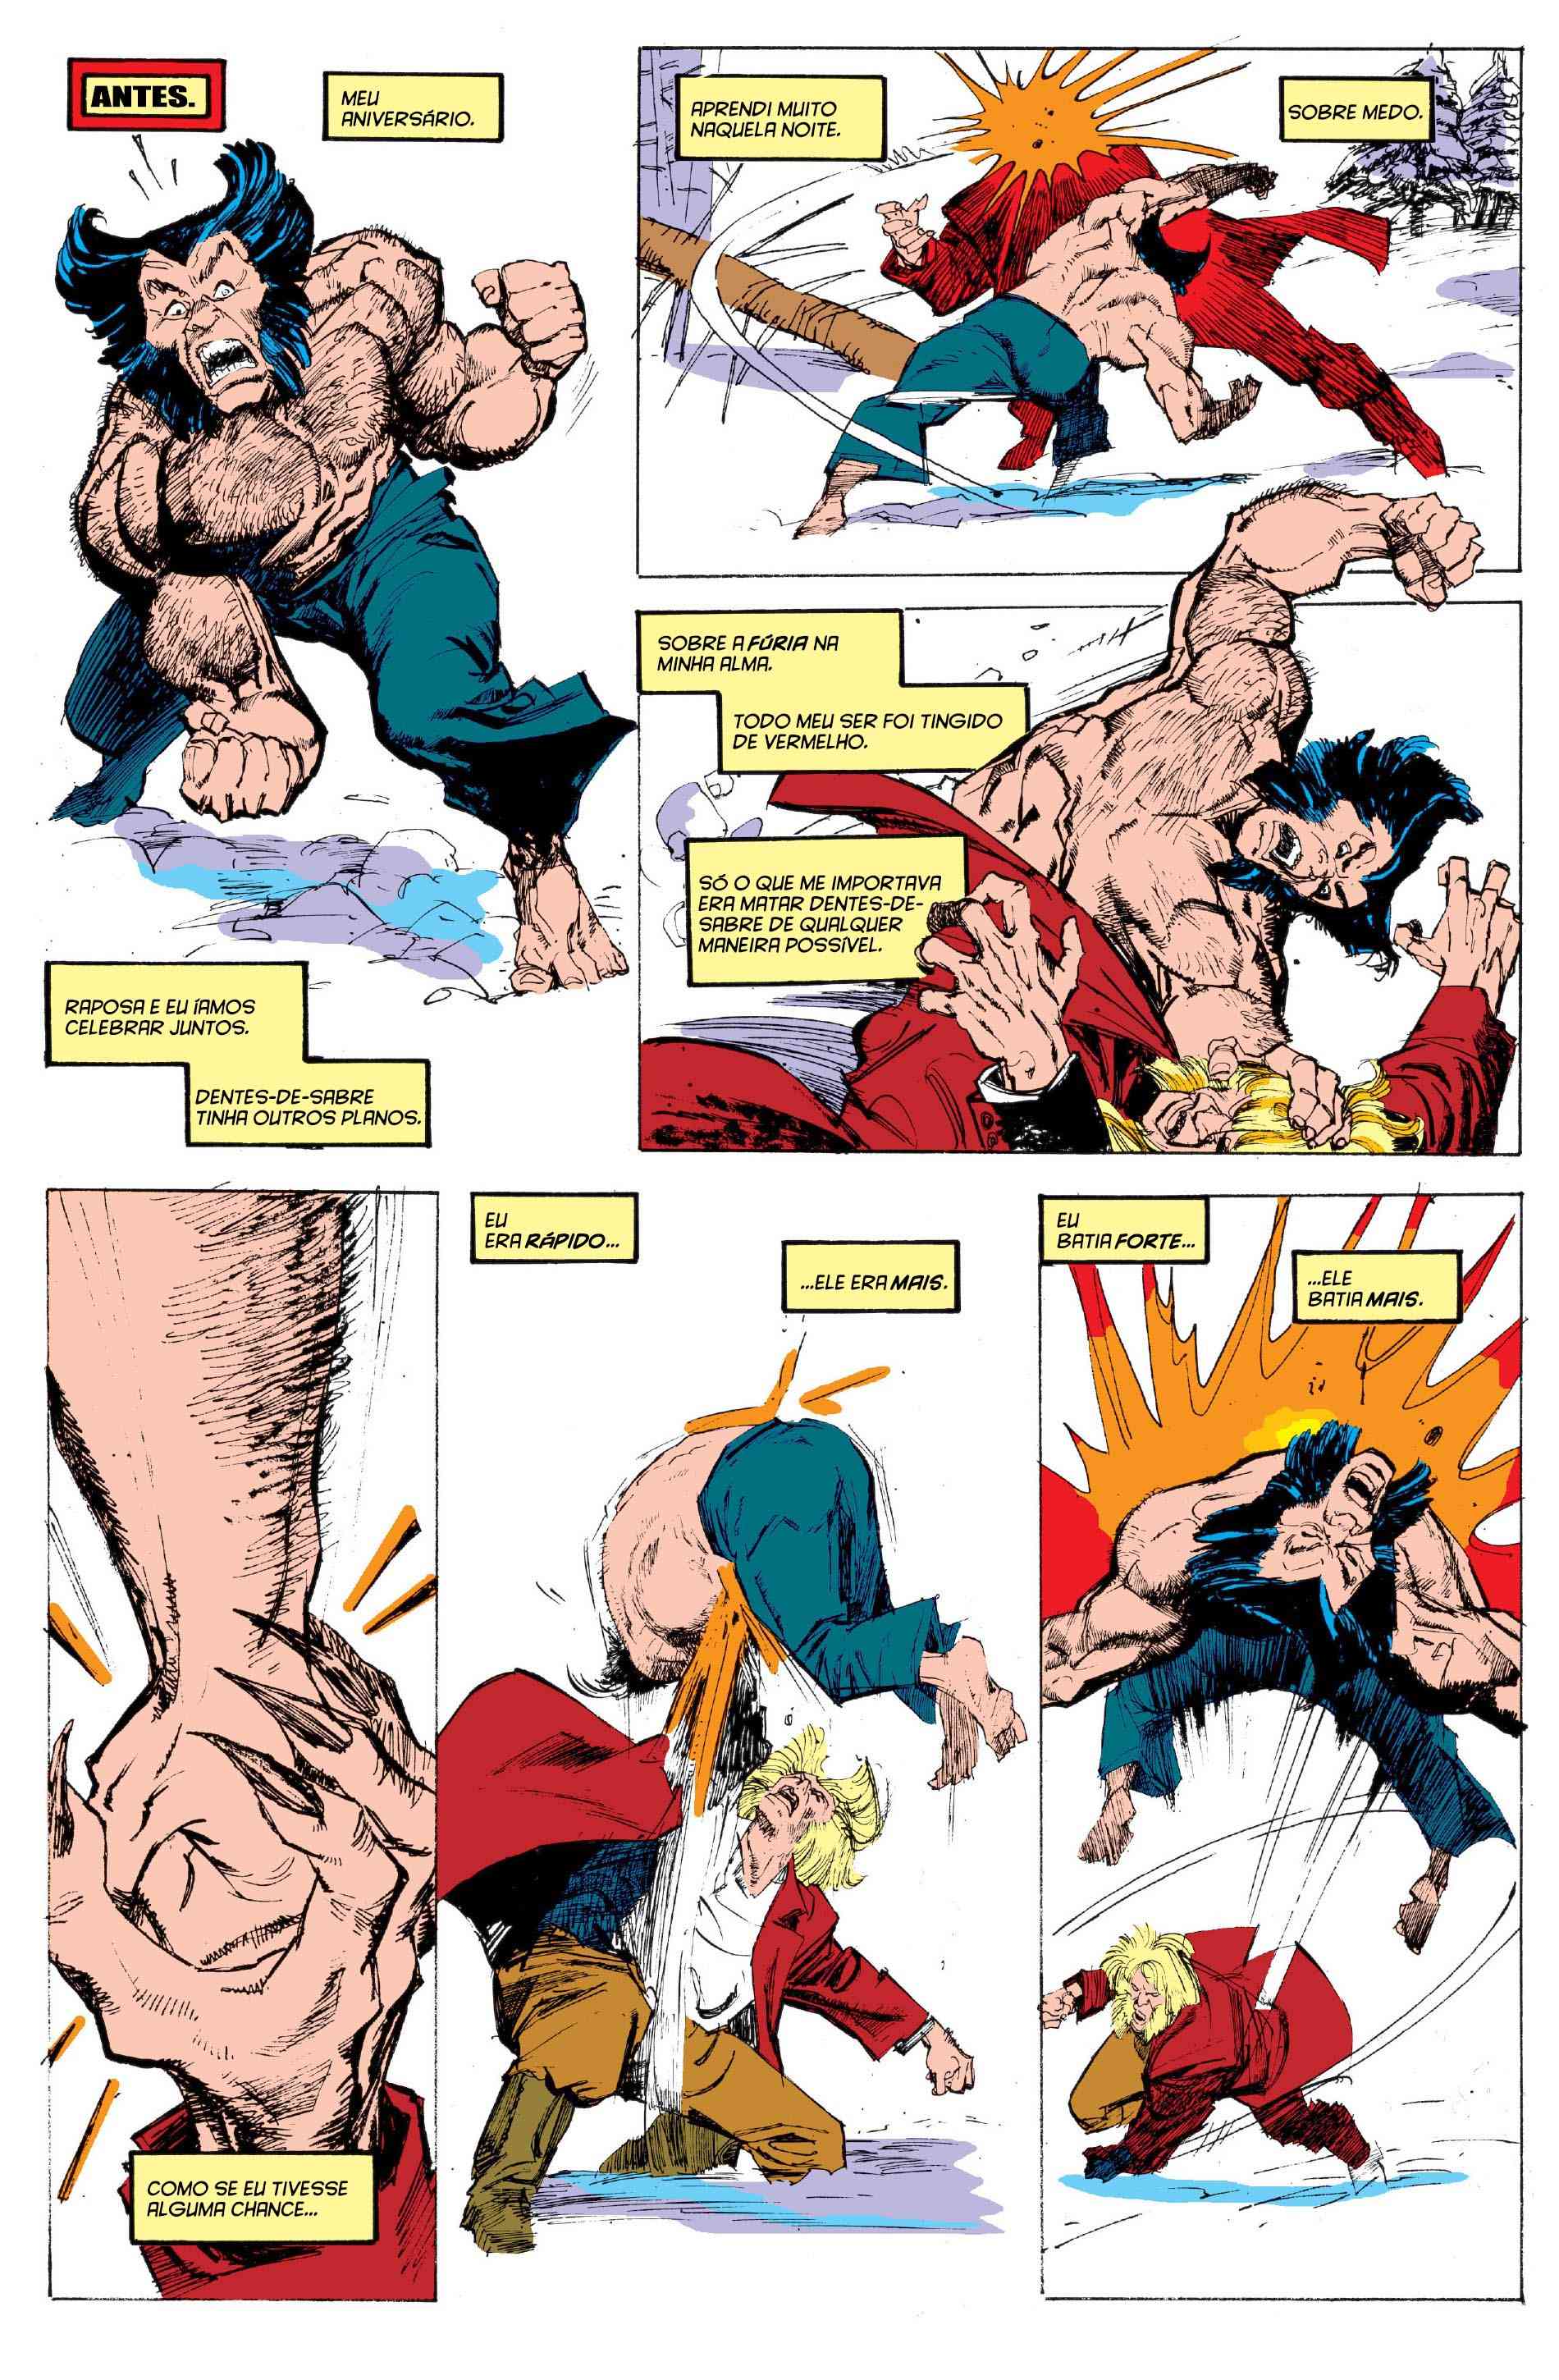 ANTES.
MEU
ANIVERSÁRIO.
RAPOSA E EU ÍAMOS
CELEBRAR JUNTOS.
DENTES-DE-SABRE
TINHA OUTROS PLANOS.
APRENDI MUITO
NAQUELA NOITE.
SOBRE MEDO.
SOBRE A FÚRIA NA
MINHA ALMA.
TODO MEU SER FOI TINGIDO
DE VERMELHO.
SÓ O QUE ME IMPORTAVA
ERA MATAR DENTES-DE-
SABRE DE QUALQUER
MANEIRA POSSÍVEL.
COMO SE EU TIVESSE
ALGUMA CHANCE...
EU
ERA RÁPIDO...
...ELE ERA MAIS.
EU
BATIA FORTE...
...ELE
BATIA MAIS.